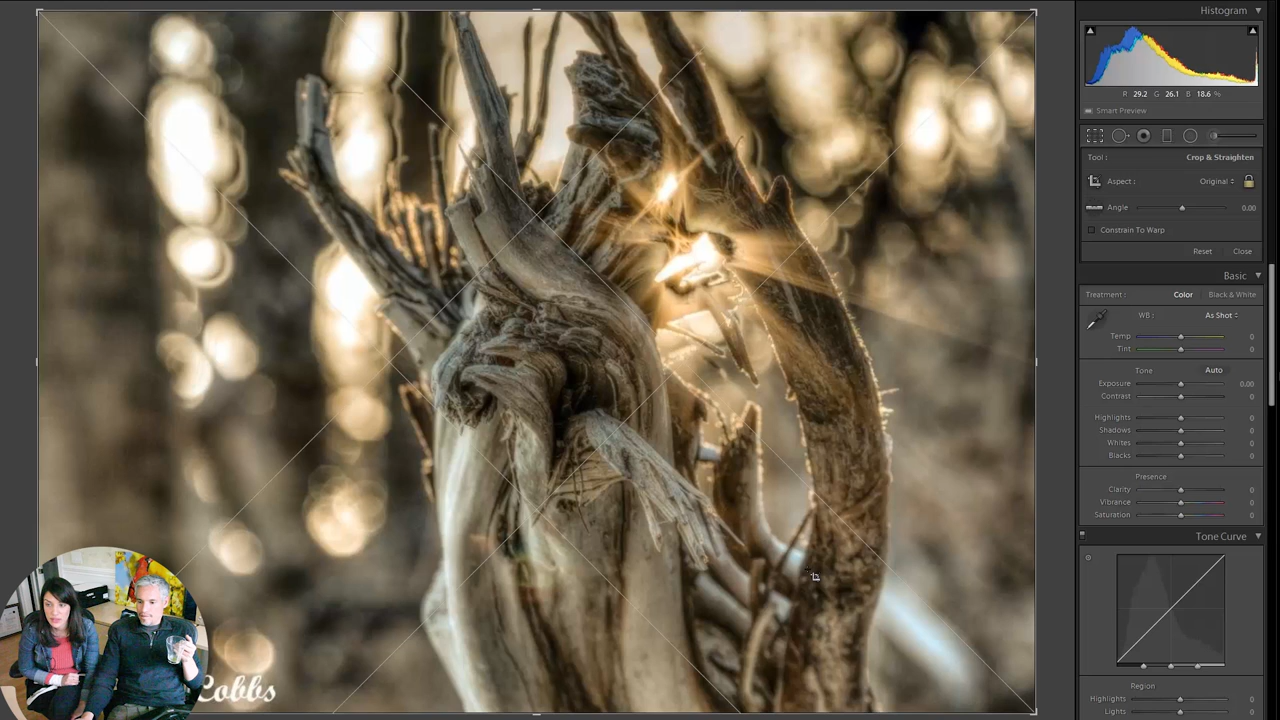 Histogram
R 29.2 G 26.1 B 18.6 %
Smart Preview
Tool : Crop & Straighten
Aspect : Original
Angle 0.00
Constrain To Warp
Reset Close
Basic
Treatment : Color Black & White
WB : As Shot
Temp 0
Tint 0
Tone Auto
Exposure 0.00
Contrast 0
Highlights 0
Shadows 0
Whites 0
Blacks 0
Presence
Clarity 0
Vibrance 0
Saturation 0
Tone Curve
Region
Highlights 0
Lights 0
Cobbs